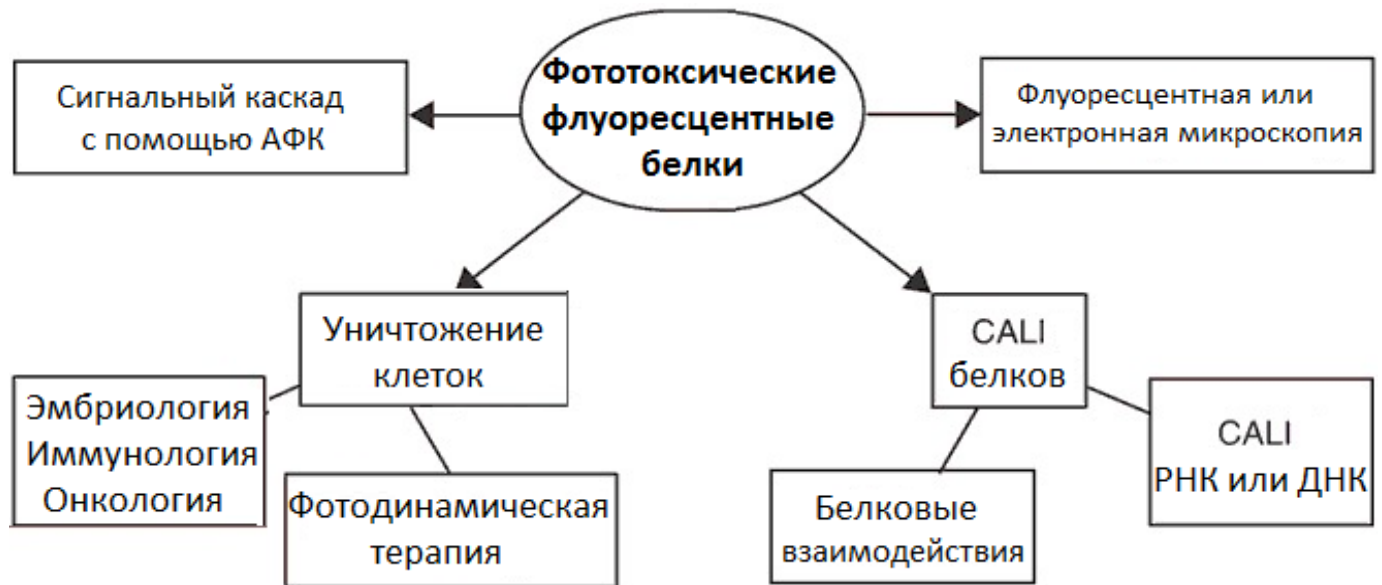 Фототоксические
флуоресцентные
белки
Сигнальный каскад
с помощью АФК
Флуоресцентная или
электронная микроскопия
Уничтожение
клеток
CALI
белков
Эмбриология
Иммунология
Онкология
Фотодинамическая
терапия
Белковые
взаимодействия
CALI
РНК или ДНК